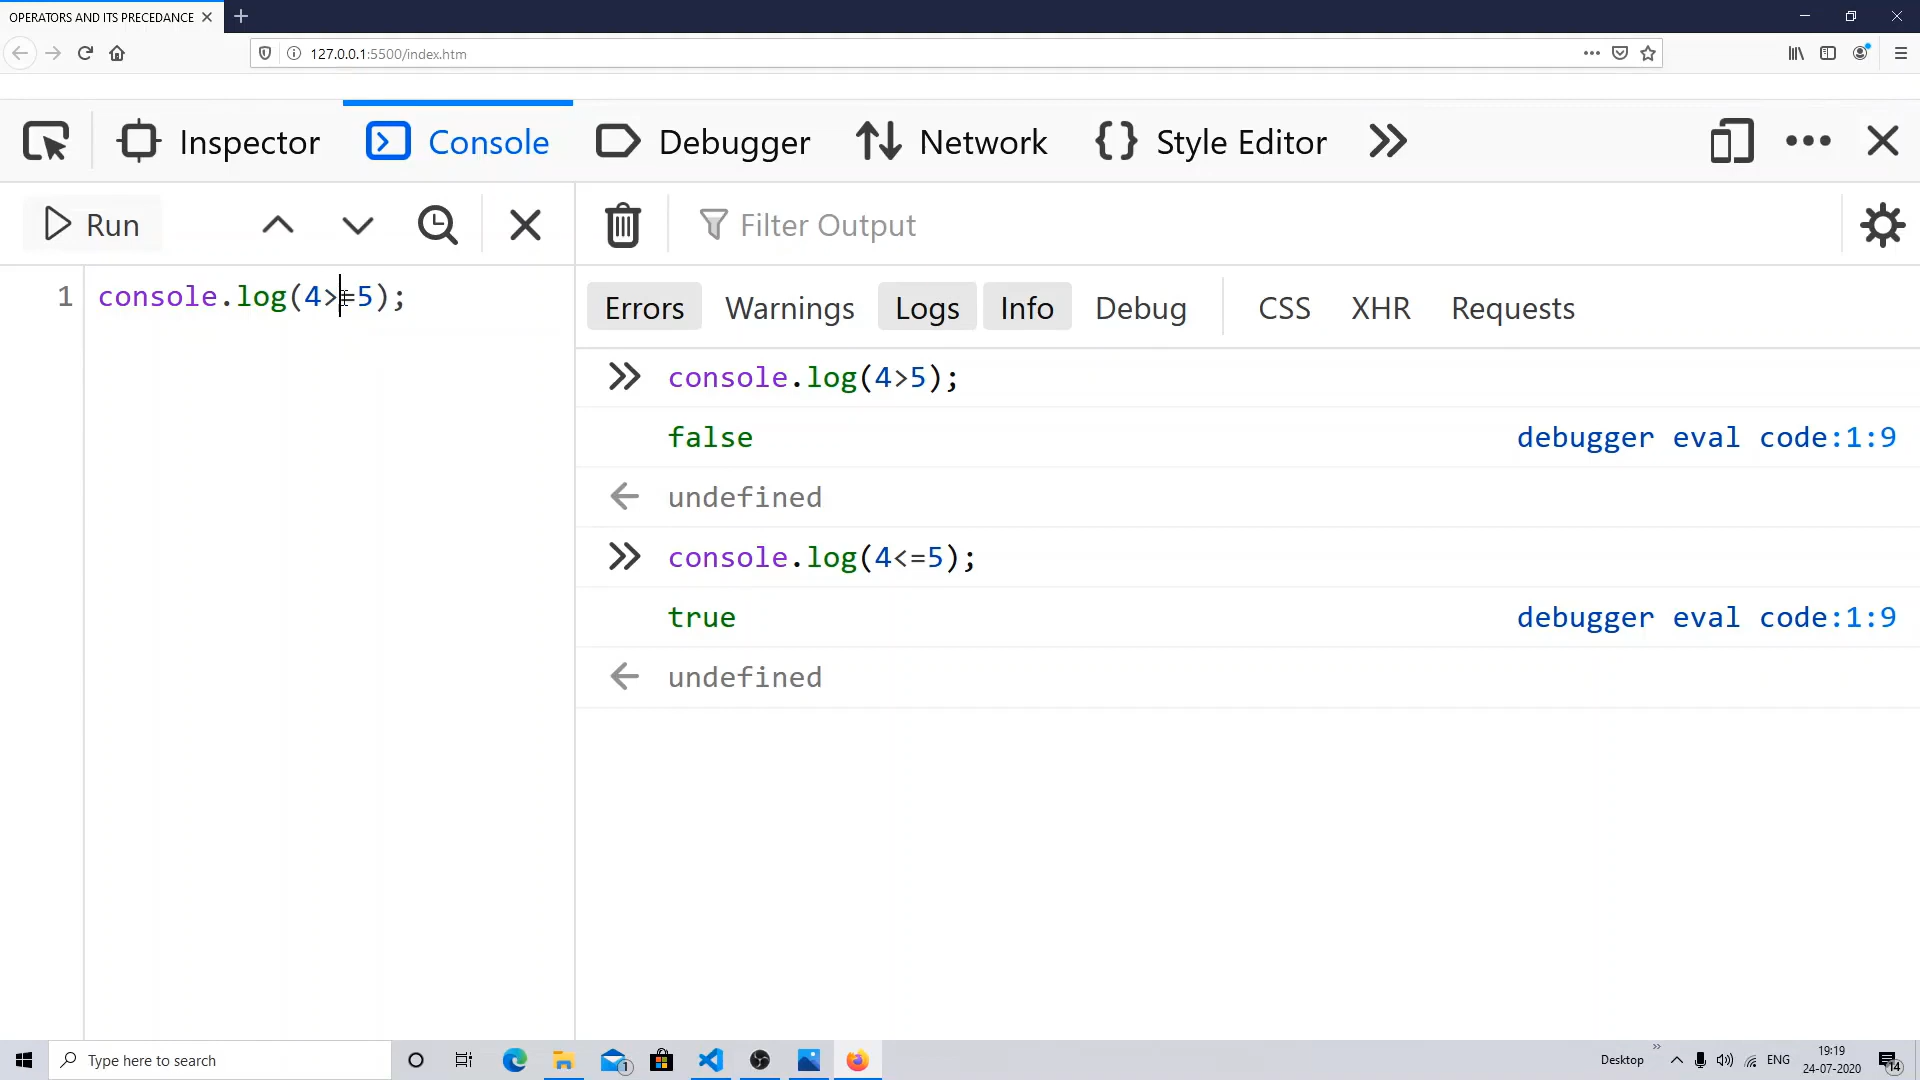 OPERATORS AND ITS PRECEDANCE
127.0.0.1:5500/index.htm
Inspector Console Debugger Network Style Editor
Run Filter Output
1 console.log(4>=5);
Errors Warnings Logs Info Debug CSS XHR Requests
console.log(4>5);
false debugger eval code:1:9
undefined
console.log(4<=5);
true debugger eval code:1:9
undefined
Type here to search 1 Desktop ENG 19:19 14
24-07-2020